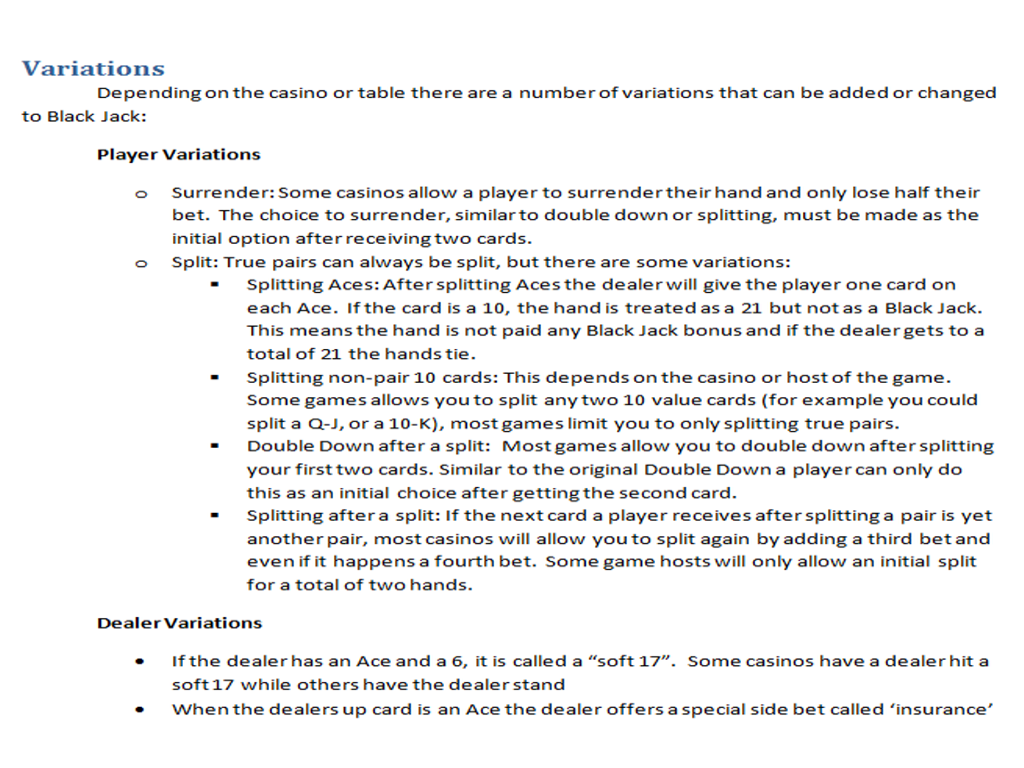 Variations
Depending on the casino or table there are a number of variations that can be added or changed
to Black Jack:
Player Variations
o Surrender: Some casinos allow a player to surrender their hand and only lose half their
bet. The choice to surrender, similar to double down or splitting, must be made as the
initial option after receiving two cards.
o Split: True pairs can always be split, but there are some variations:
▪ Splitting Aces: After splitting Aces the dealer will give the player one card on
each Ace. If the card is a 10, the hand is treated as a 21 but not as a Black Jack.
This means the hand is not paid any Black Jack bonus and if the dealer gets to a
total of 21 the hands tie.
▪ Splitting non-pair 10 cards: This depends on the casino or host of the game.
Some games allows you to split any two 10 value cards (for example you could
split a Q-J, or a 10-K), most games limit you to only splitting true pairs.
▪ Double Down after a split: Most games allow you to double down after splitting
your first two cards. Similar to the original Double Down a player can only do
this as an initial choice after getting the second card.
▪ Splitting after a split: If the next card a player receives after splitting a pair is yet
another pair, most casinos will allow you to split again by adding a third bet and
even if it happens a fourth bet. Some game hosts will only allow an initial split
for a total of two hands.
Dealer Variations
• If the dealer has an Ace and a 6, it is called a “soft 17”. Some casinos have a dealer hit a
soft 17 while others have the dealer stand
• When the dealers up card is an Ace the dealer offers a special side bet called ‘insurance’